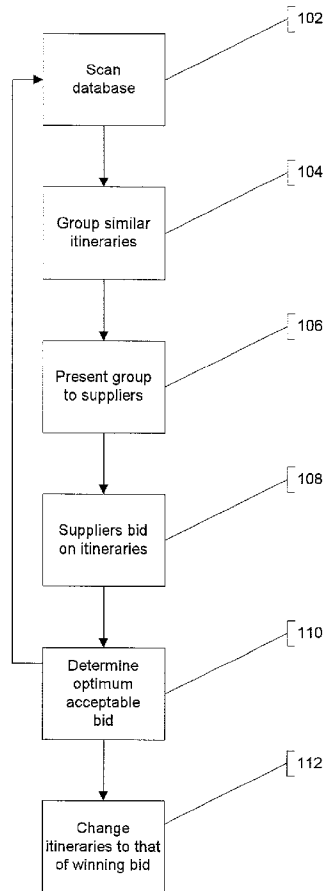 102
Scan
database
104
Group similar
itineraries
106
Present group
to suppliers
108
Suppliers bid
on itineraries
110
Determine
optimum
acceptable
bid
112
Change
itineraries to that
of winning bid